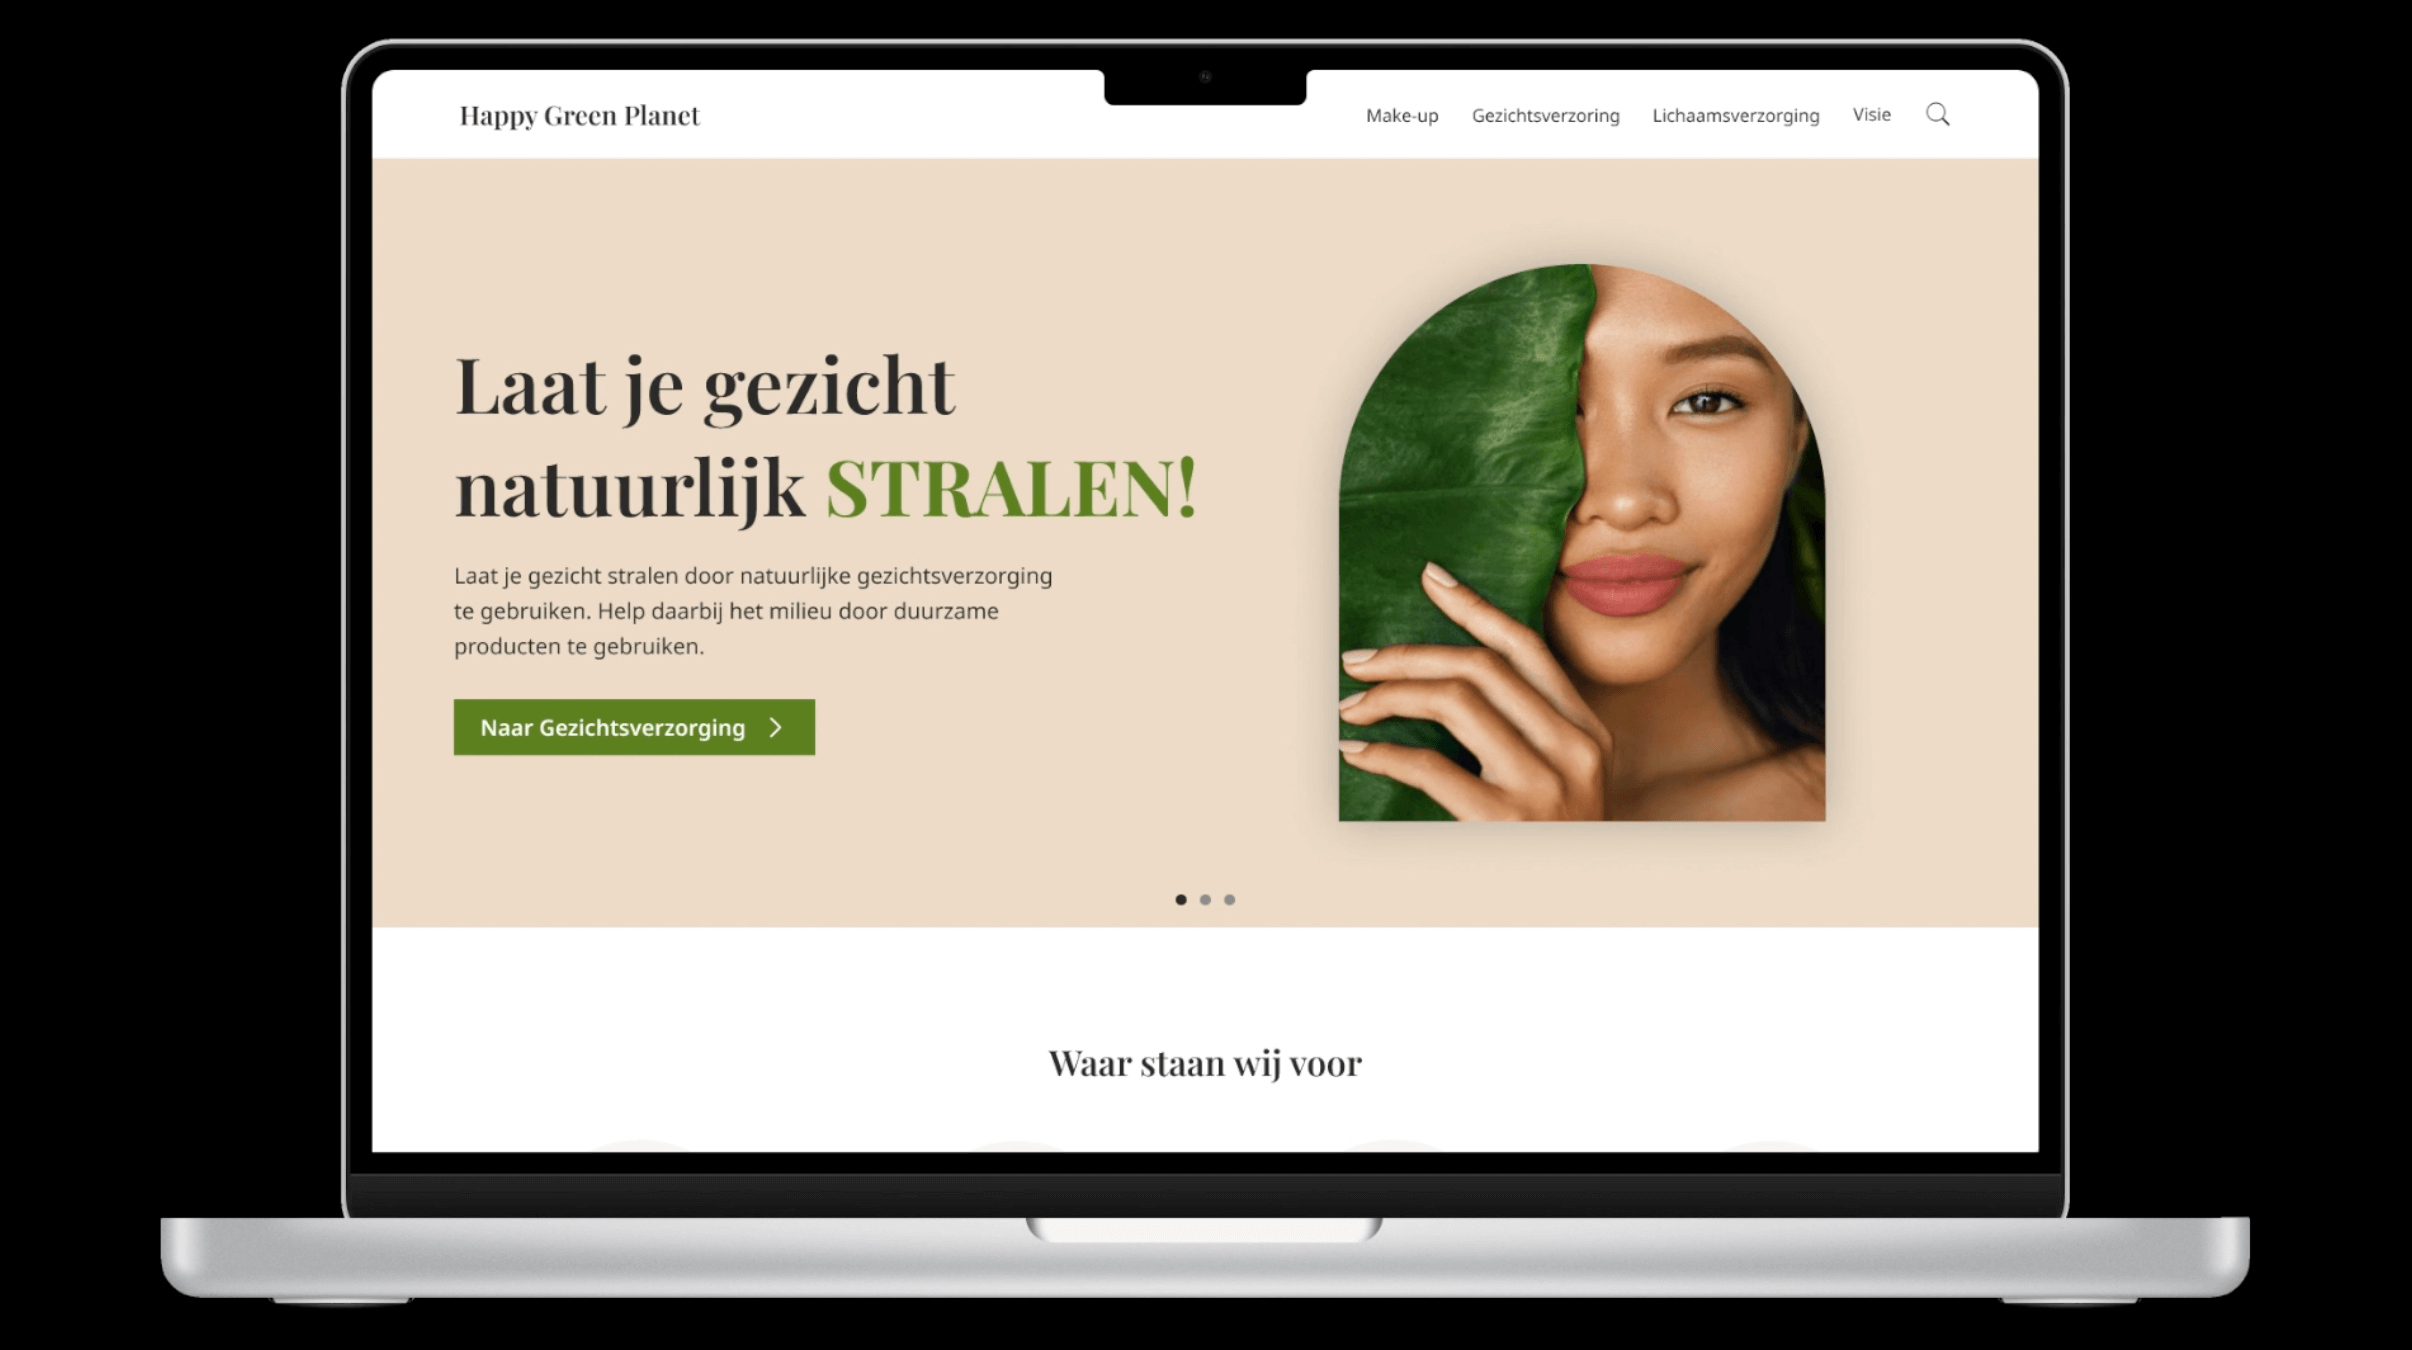 Happy Green Planet
Make-up Gezichtsverzoring Lichaamsverzorging Visie
Laat je gezicht
natuurlijk STRALEN!
Laat je gezicht stralen door natuurlijke gezichtsverzorging
te gebruiken. Help daarbij het milieu door duurzame
producten te gebruiken.
Naar Gezichtsverzorging
Waar staan wij voor